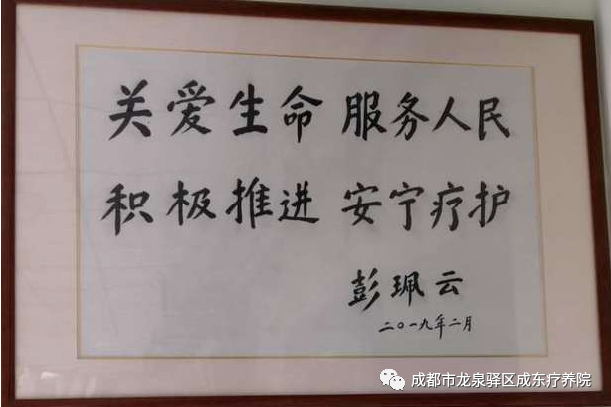 关爱生命 服务人民
积极推进 安宁疗护
彭珮云
二〇一九年二月
成都市龙泉驿区成东疗养院